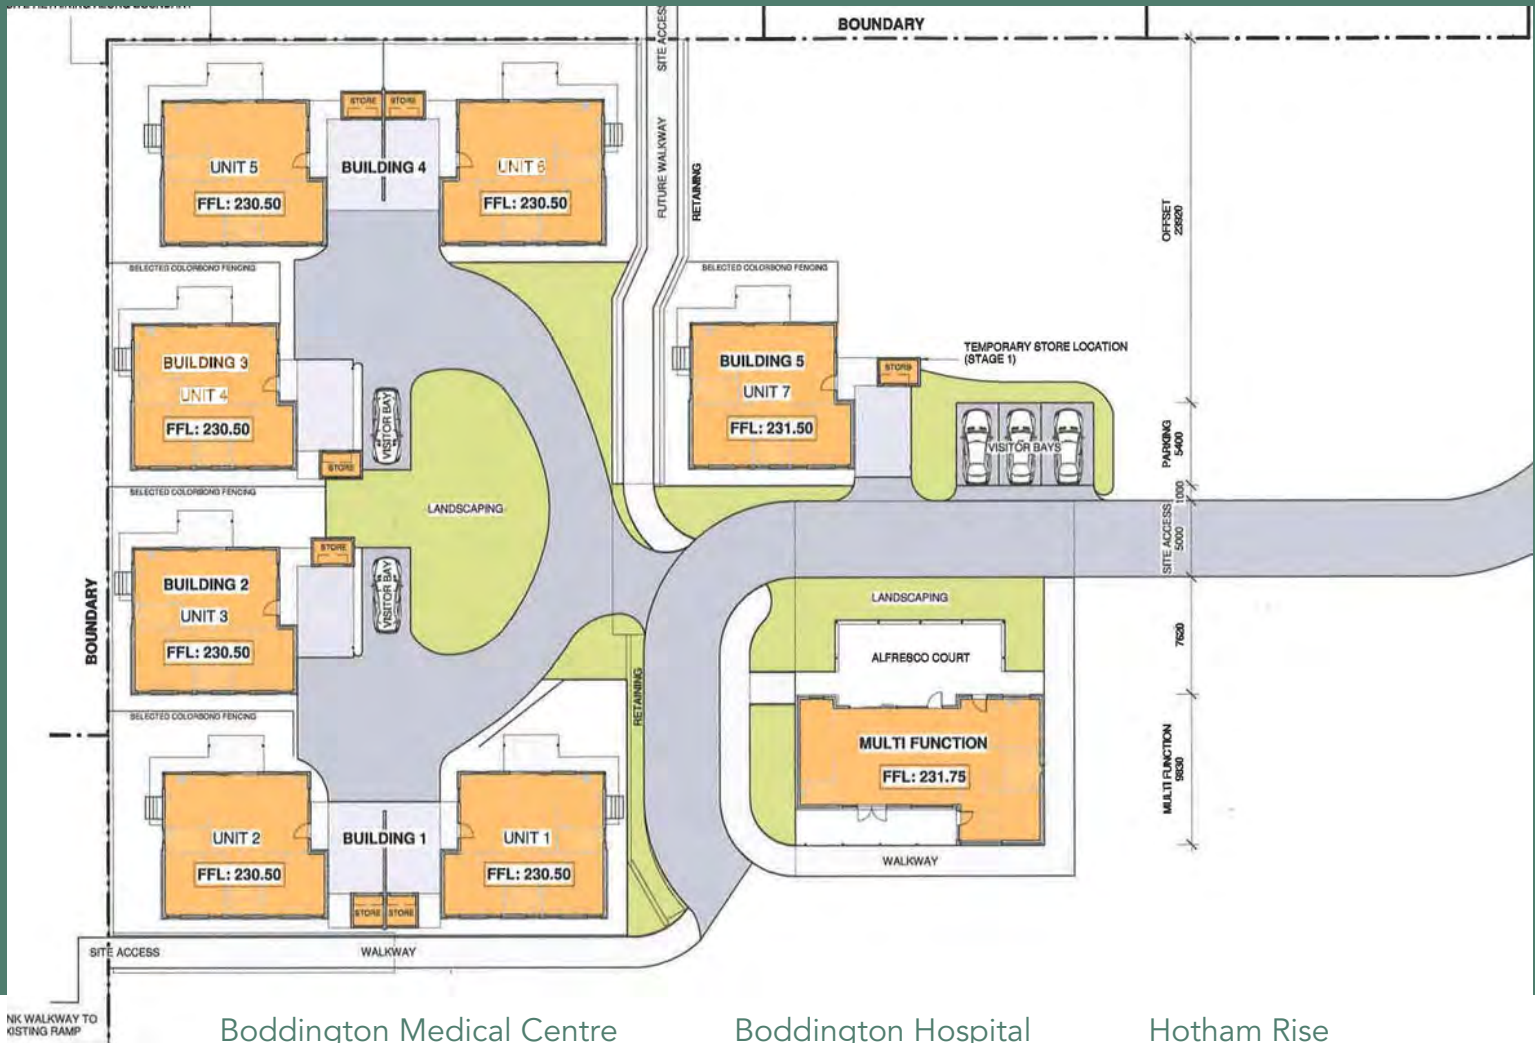 BOUNDARY
SITE ACCESS
FUTURE WALKWAY
RETAINING
STORE
STORE
UNIT 5
BUILDING 4
UNIT 6
FFL: 230.50
FFL: 230.50
OFFSET
23920
SELECTED COLORBOND FENCING
SELECTED COLORBOND FENCING
BUILDING 3
UNIT 4
FFL: 230.50
VISITOR BAY
STORE
BUILDING 5
UNIT 7
FFL: 231.50
STORE
TEMPORARY STORE LOCATION
(STAGE 1)
VISITOR BAYS
PARKING
5400
1000
SELECTED COLORBOND FENCING
LANDSCAPING
SITE ACCESS
5000
STORE
BOUNDARY
BUILDING 2
UNIT 3
FFL: 230.50
VISITOR BAY
LANDSCAPING
ALFRESCO COURT
7620
RETAINING
SELECTED COLORBOND FENCING
MULTI FUNCTION
FFL: 231.75
MULTI FUNCTION
9830
UNIT 2
BUILDING 1
UNIT 1
FFL: 230.50
FFL: 230.50
WALKWAY
STORE
STORE
SITE ACCESS
WALKWAY
WALKWAY TO
RAMP
Boddington Medical Centre
Boddington Hospital
Hotham Rise